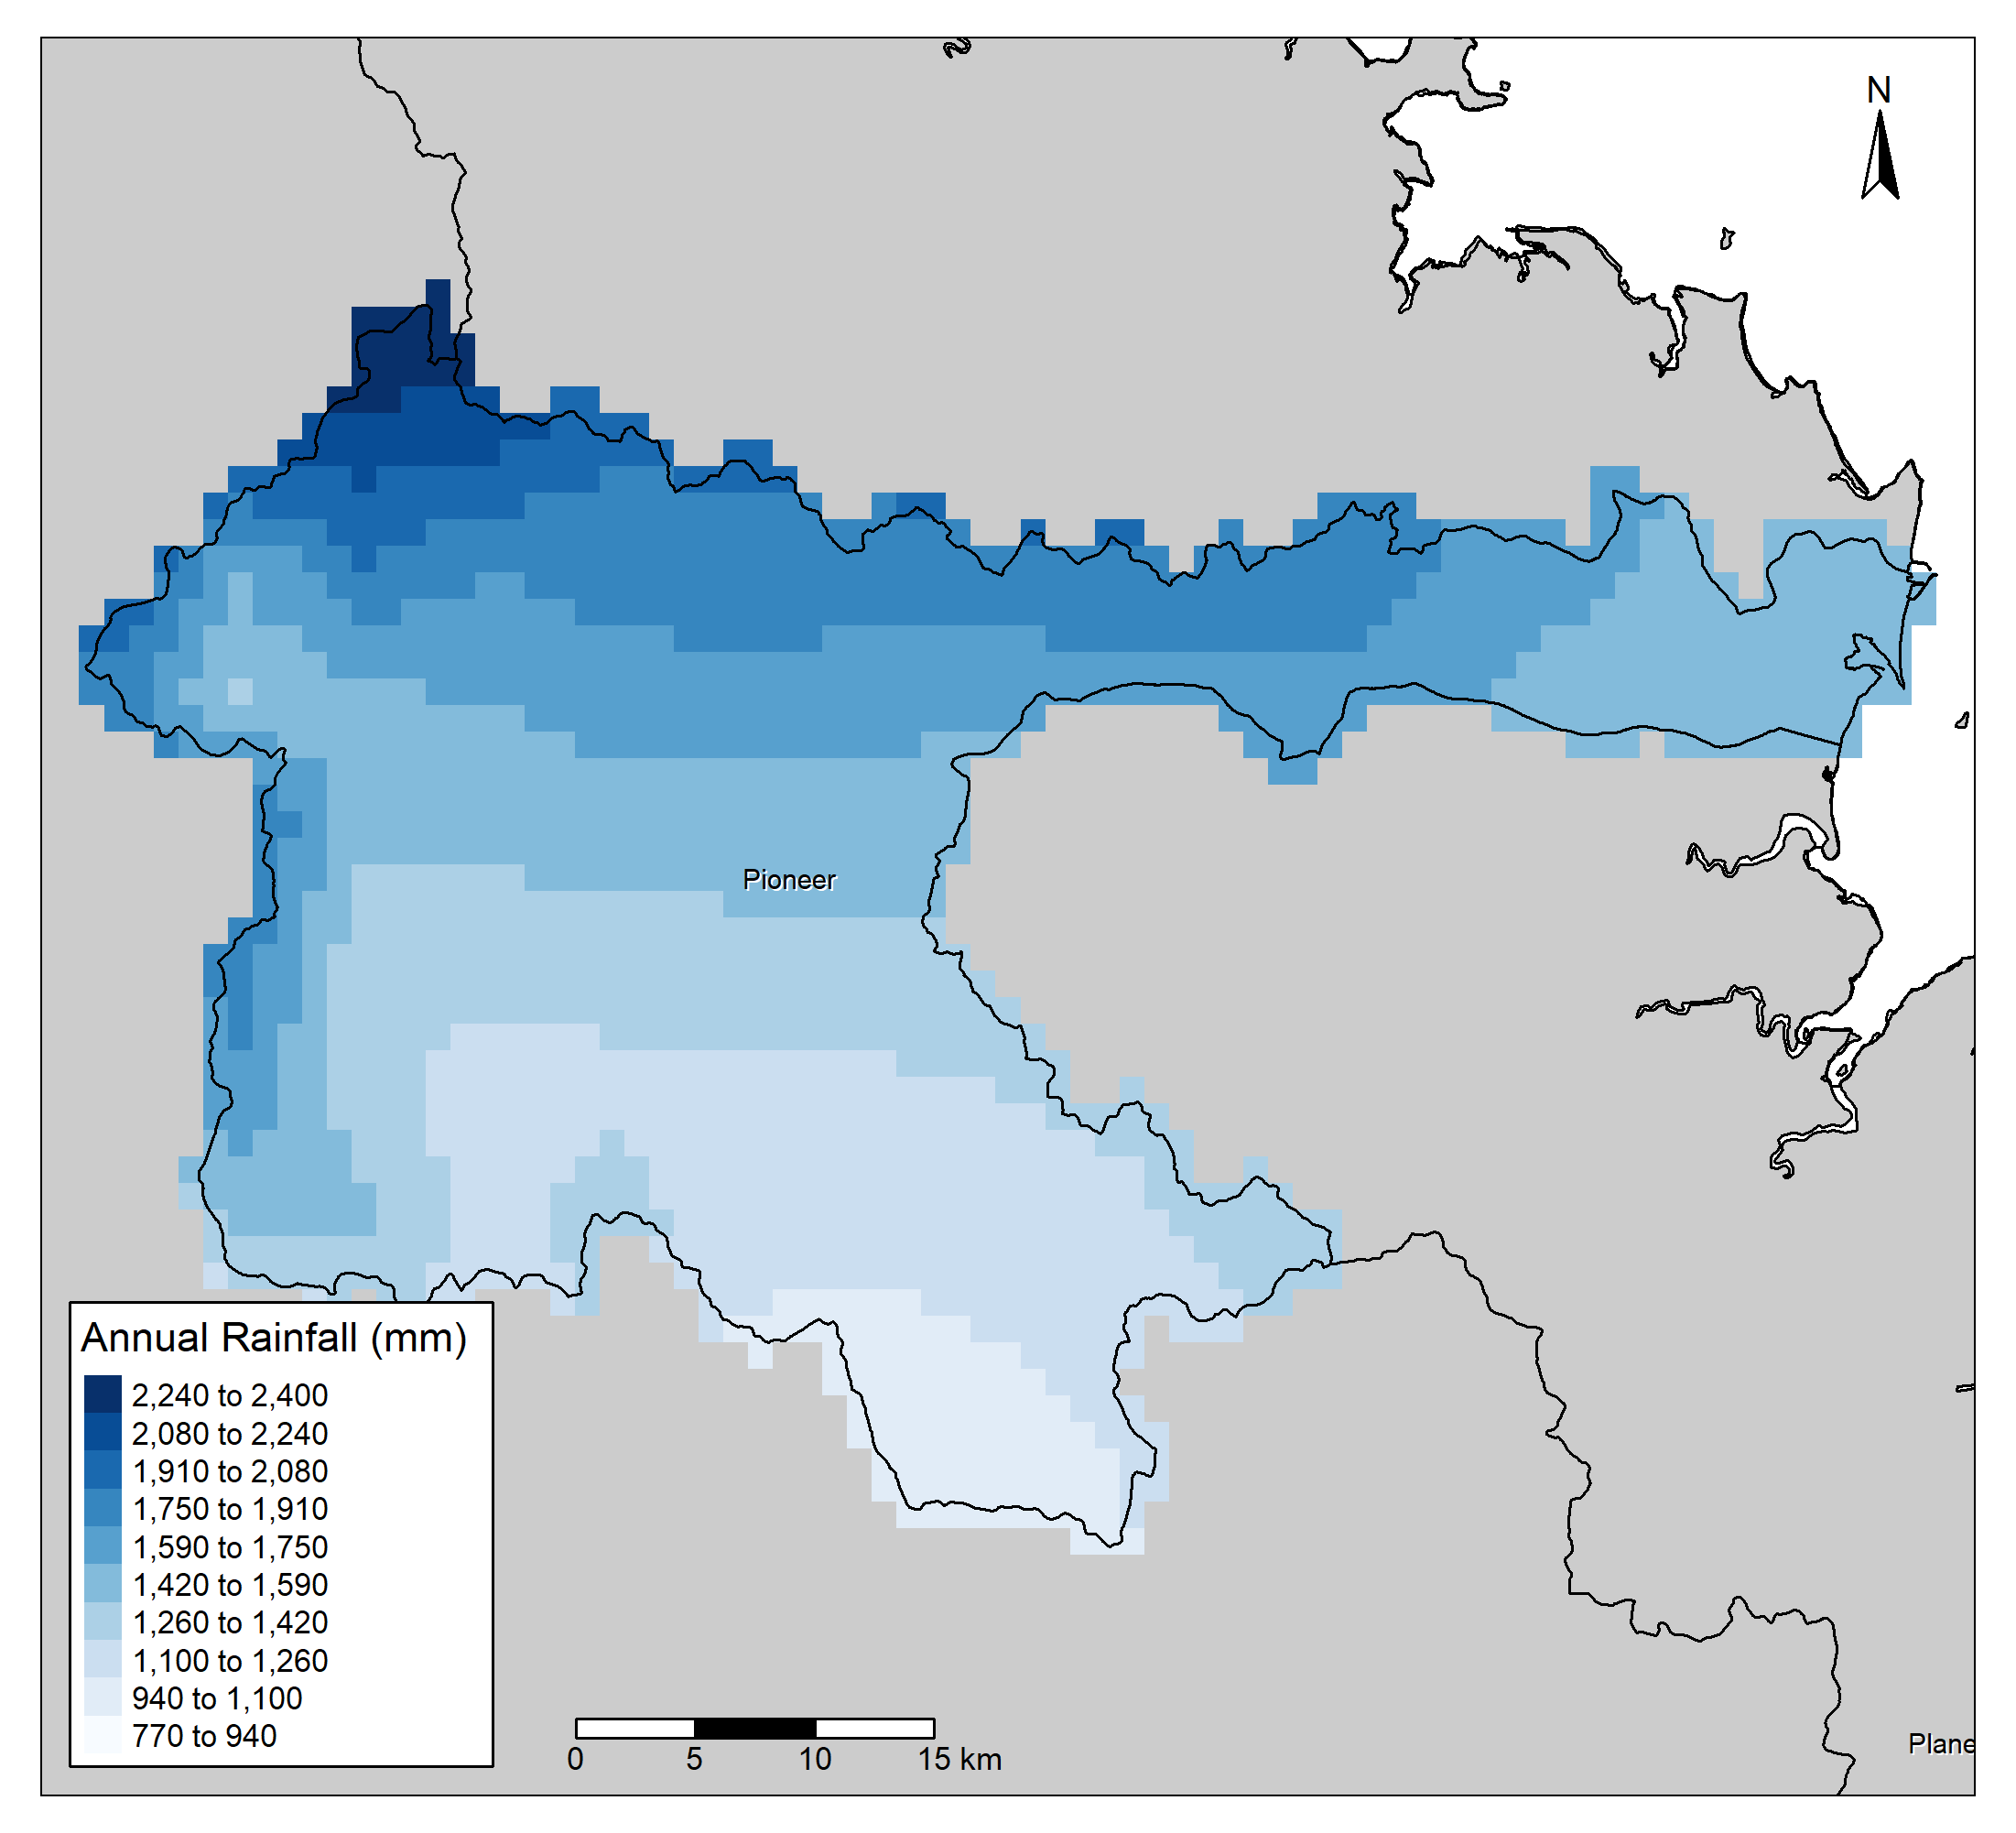 N
Pioneer
Annual Rainfall (mm)
2,240 to 2,400
2,080 to 2,240
1,910 to 2,080
1,750 to 1,910
1,590 to 1,750
1,420 to 1,590
1,260 to 1,420
1,100 to 1,260
940 to 1,100
770 to 940
0 5 10 15 km
Plane